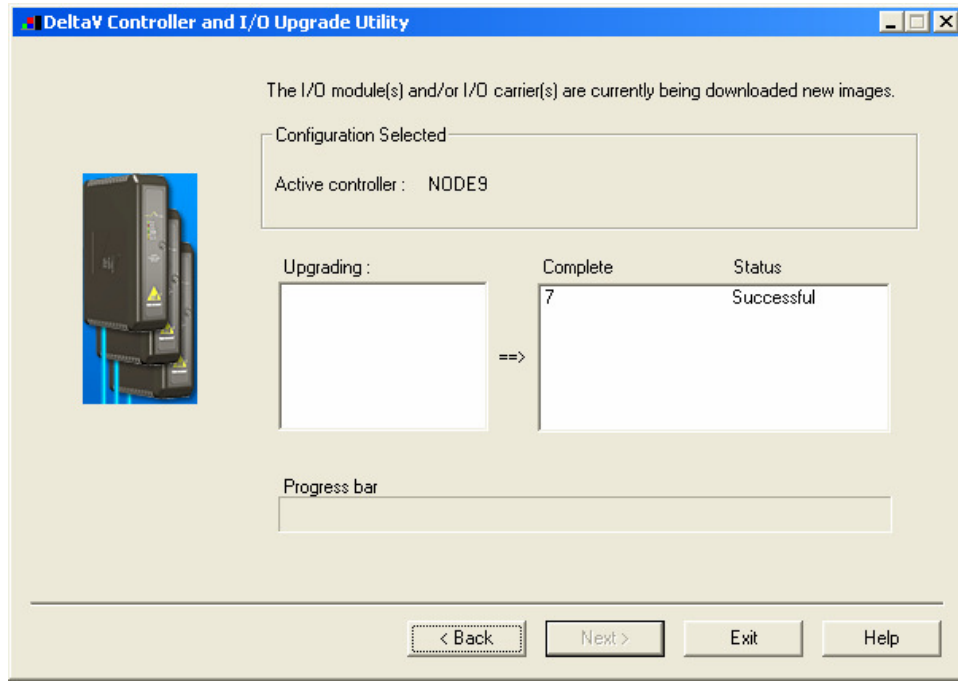 DeltaV Controller and I/O Upgrade Utility
The I/O module(s) and/or I/O carrier(s) are currently being downloaded new images.
Configuration Selected
Active controller : NODE9
Upgrading :
Complete Status
7 Successful
==>
Progress bar
< Back Next > Exit Help